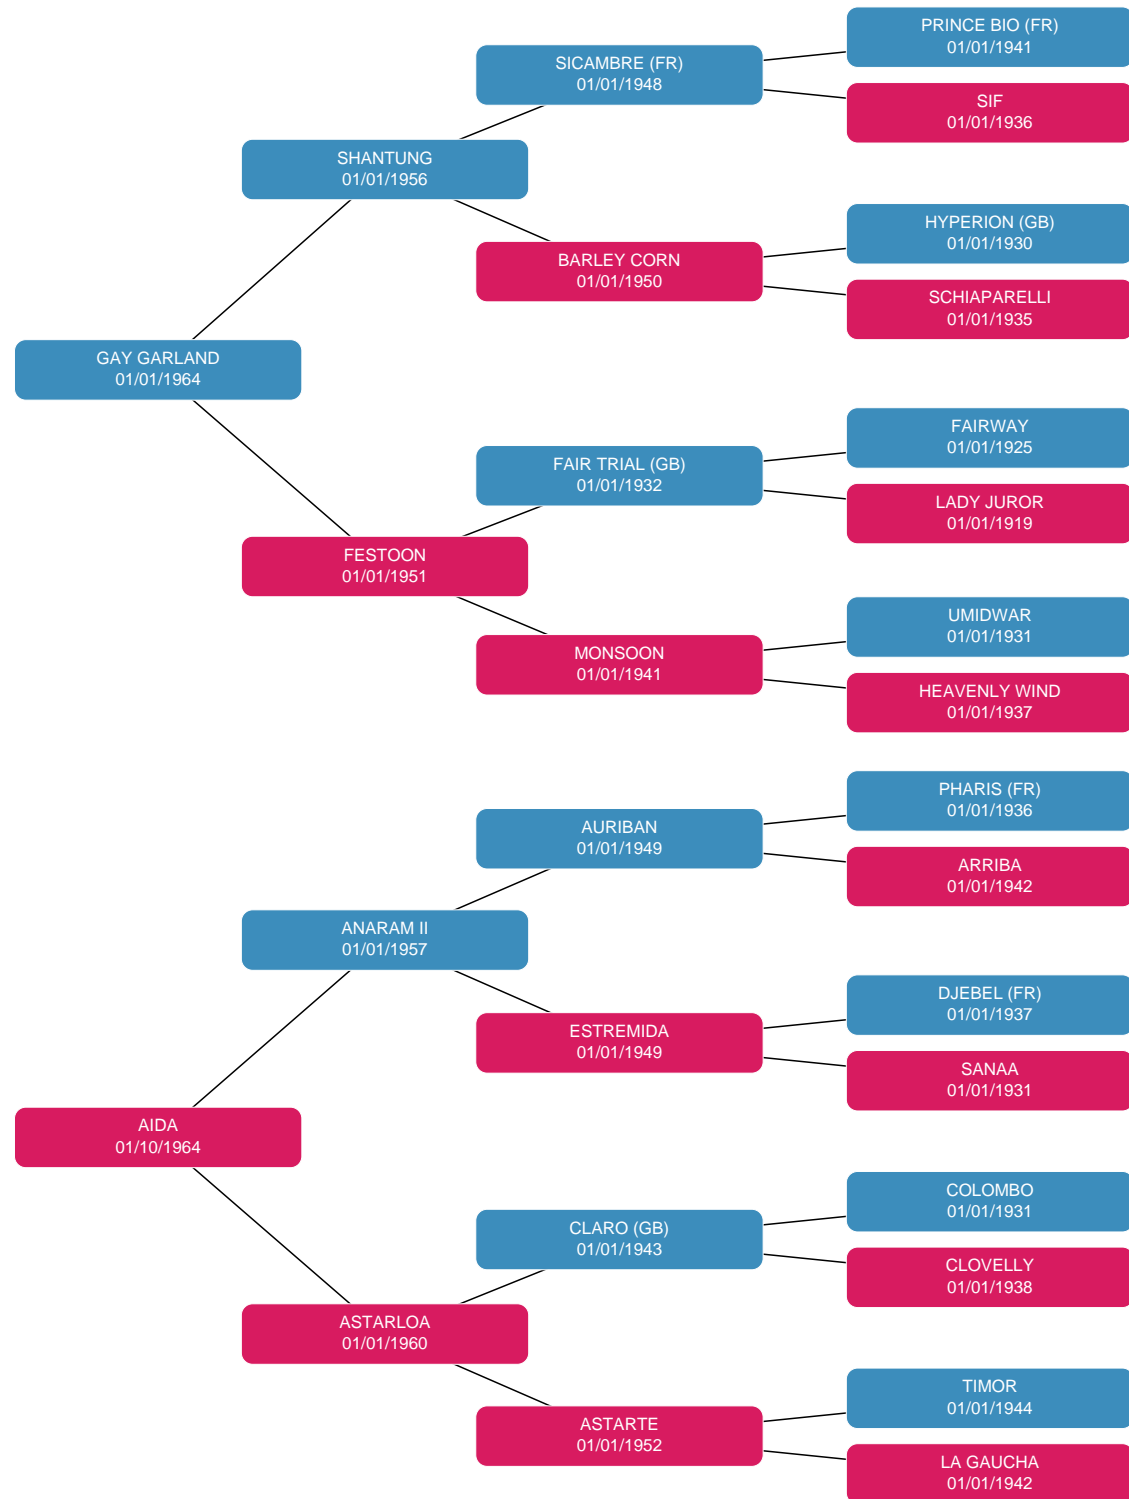 PRINCE BIO (FR)
01/01/1941
SICAMBRE (FR)
01/01/1948
SIF
01/01/1936
SHANTUNG
01/01/1956
HYPERION (GB)
01/01/1930
BARLEY CORN
01/01/1950
SCHIAPARELLI
01/01/1935
GAY GARLAND
01/01/1964
FAIRWAY
01/01/1925
FAIR TRIAL (GB)
01/01/1932
LADY JUROR
01/01/1919
FESTOON
01/01/1951
UMIDWAR
01/01/1931
MONSOON
01/01/1941
HEAVENLY WIND
01/01/1937
PHARIS (FR)
01/01/1936
AURIBAN
01/01/1949
ARRIBA
01/01/1942
ANARAM II
01/01/1957
DJEBEL (FR)
01/01/1937
ESTREMIDA
01/01/1949
SANAA
01/01/1931
AIDA
01/10/1964
COLOMBO
01/01/1931
CLARO (GB)
01/01/1943
CLOVELLY
01/01/1938
ASTARLOA
01/01/1960
TIMOR
01/01/1944
ASTARTE
01/01/1952
LA GAUCHA
01/01/1942